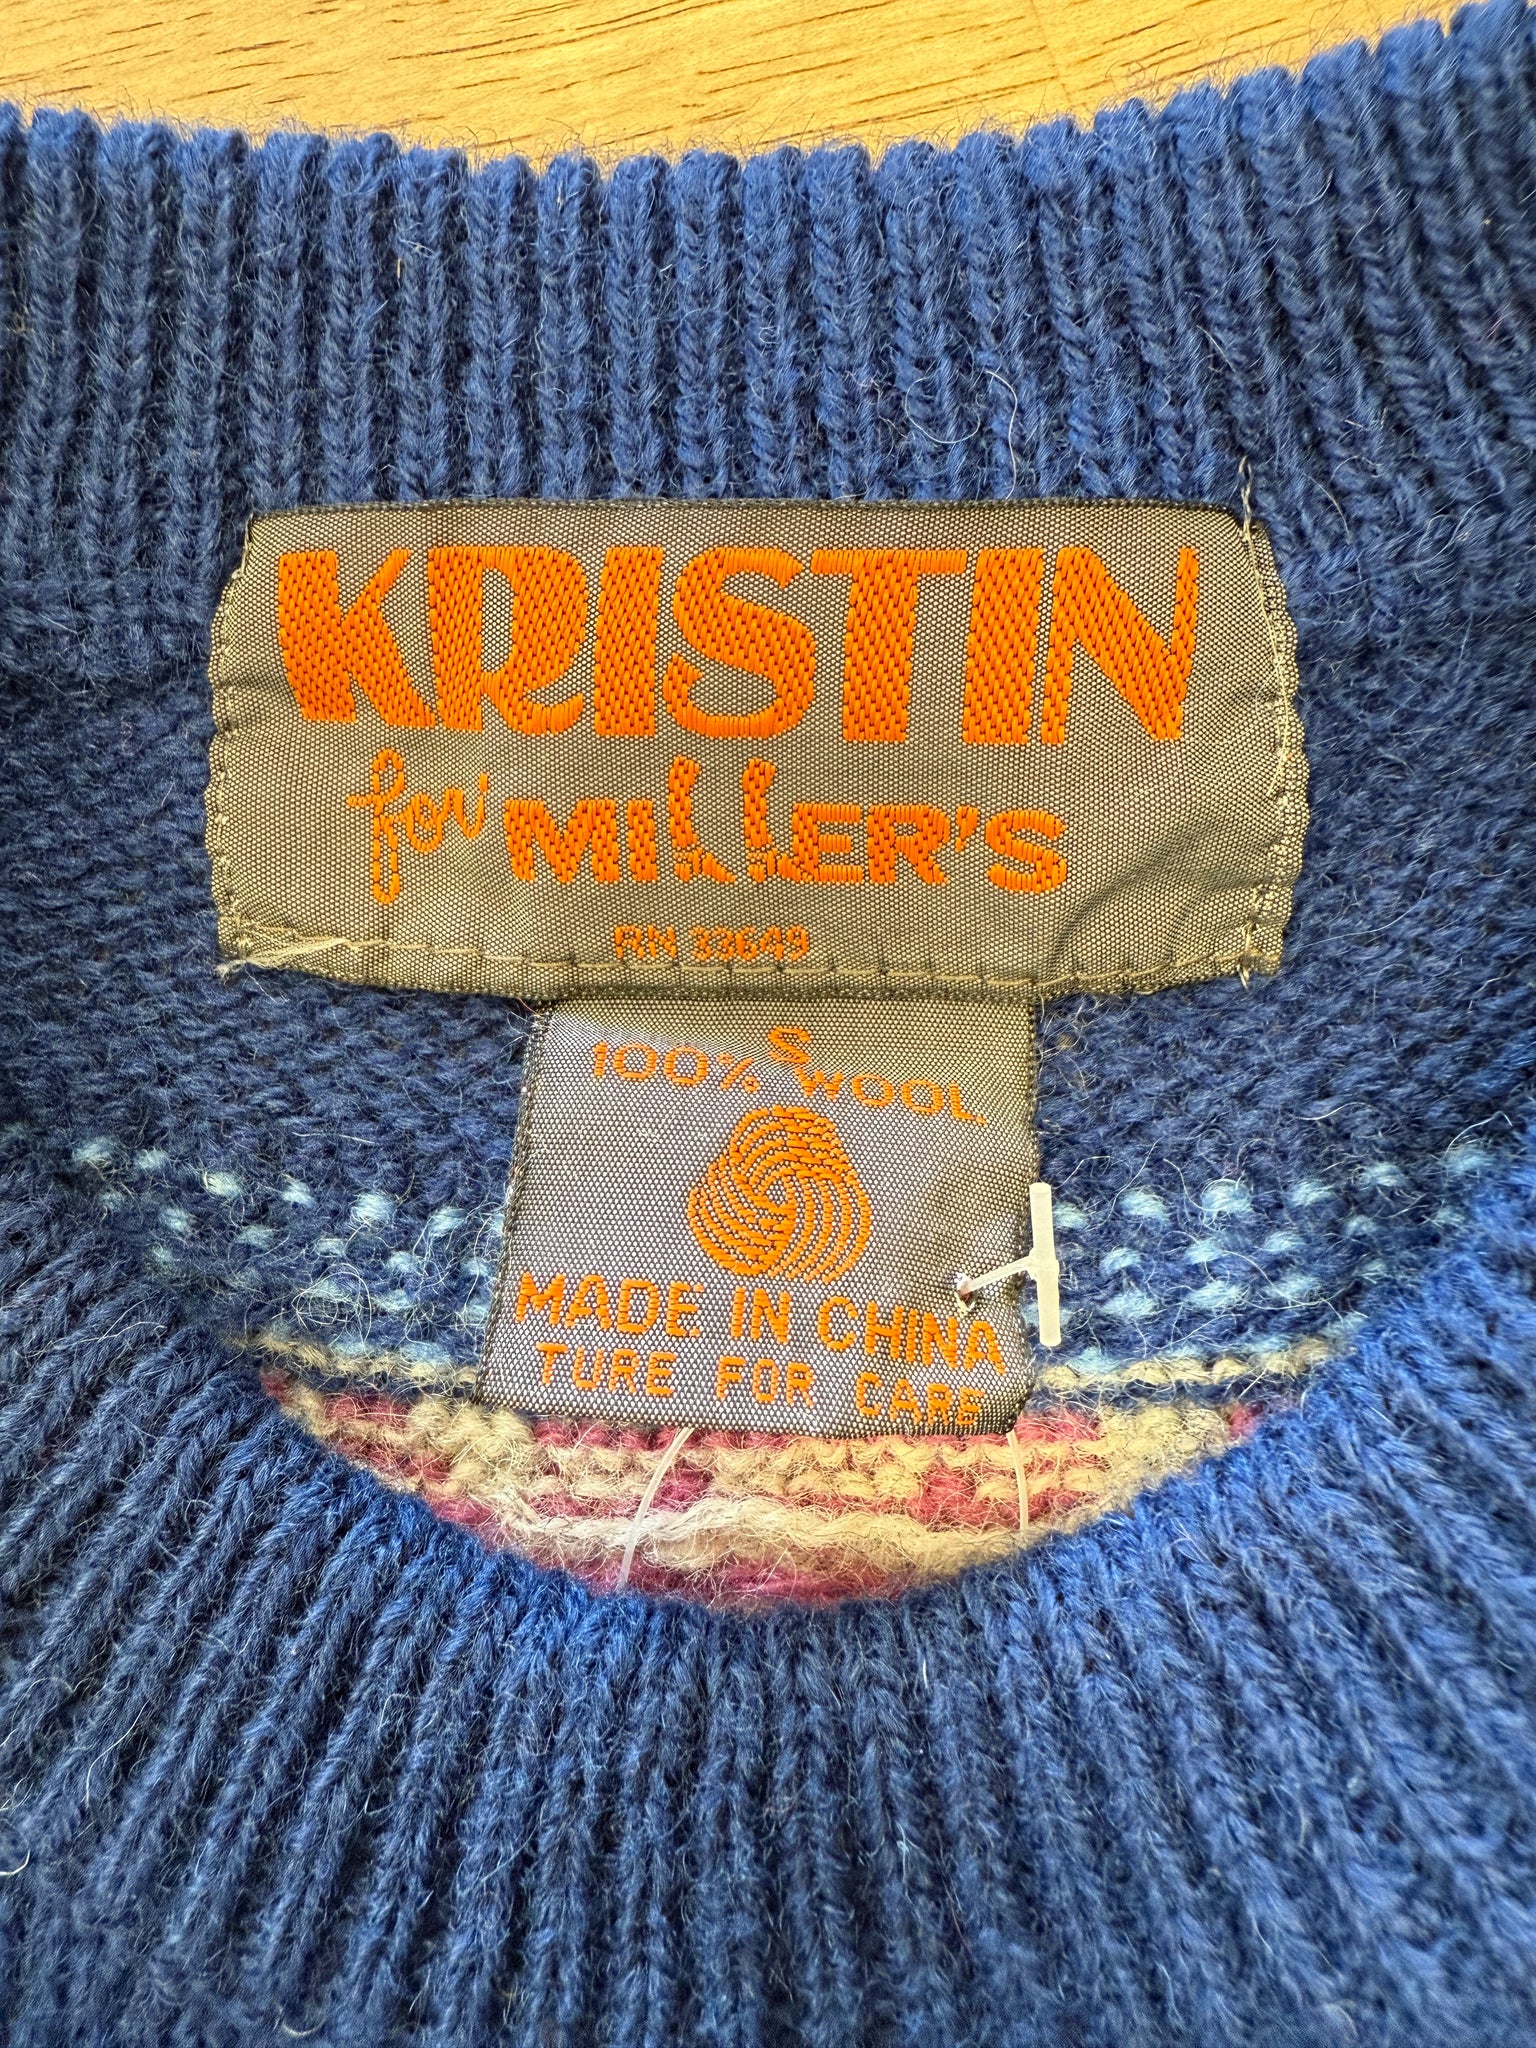 KRISTIN
for MILLER'S
RN 33649
S
100% WOOL
MADE IN CHINA
TURE FOR CARE